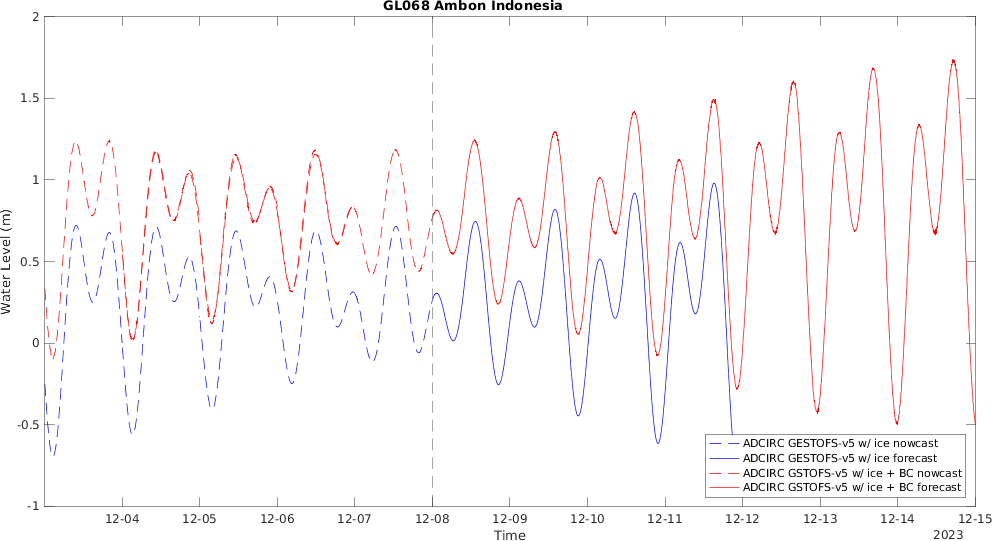 GL068 Ambon Indonesia
2
1.5
1
0.5
0
-0.5
-1
Water Level (m)
ADCIRC GESTOFS-v5 w/ ice nowcast
ADCIRC GESTOFS-v5 w/ ice forecast
ADCIRC GSTOFS-v5 w/ ice + BC nowcast
ADCIRC GSTOFS-v5 w/ ice + BC forecast
12-04 12-05 12-06 12-07 12-08 12-09 12-10 12-11 12-12 12-13 12-14 12-15
Time
2023